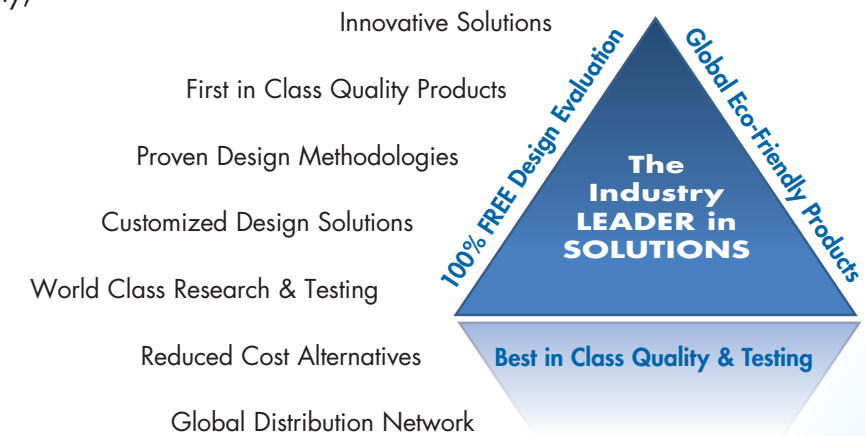 Innovative Solutions
First in Class Quality Products
Proven Design Methodologies
Customized Design Solutions
World Class Research & Testing
Reduced Cost Alternatives
Global Distribution Network
100% FREE Design Evaluation
Global Eco-Friendly Products
The
Industry
LEADER in
SOLUTIONS
Best in Class Quality & Testing